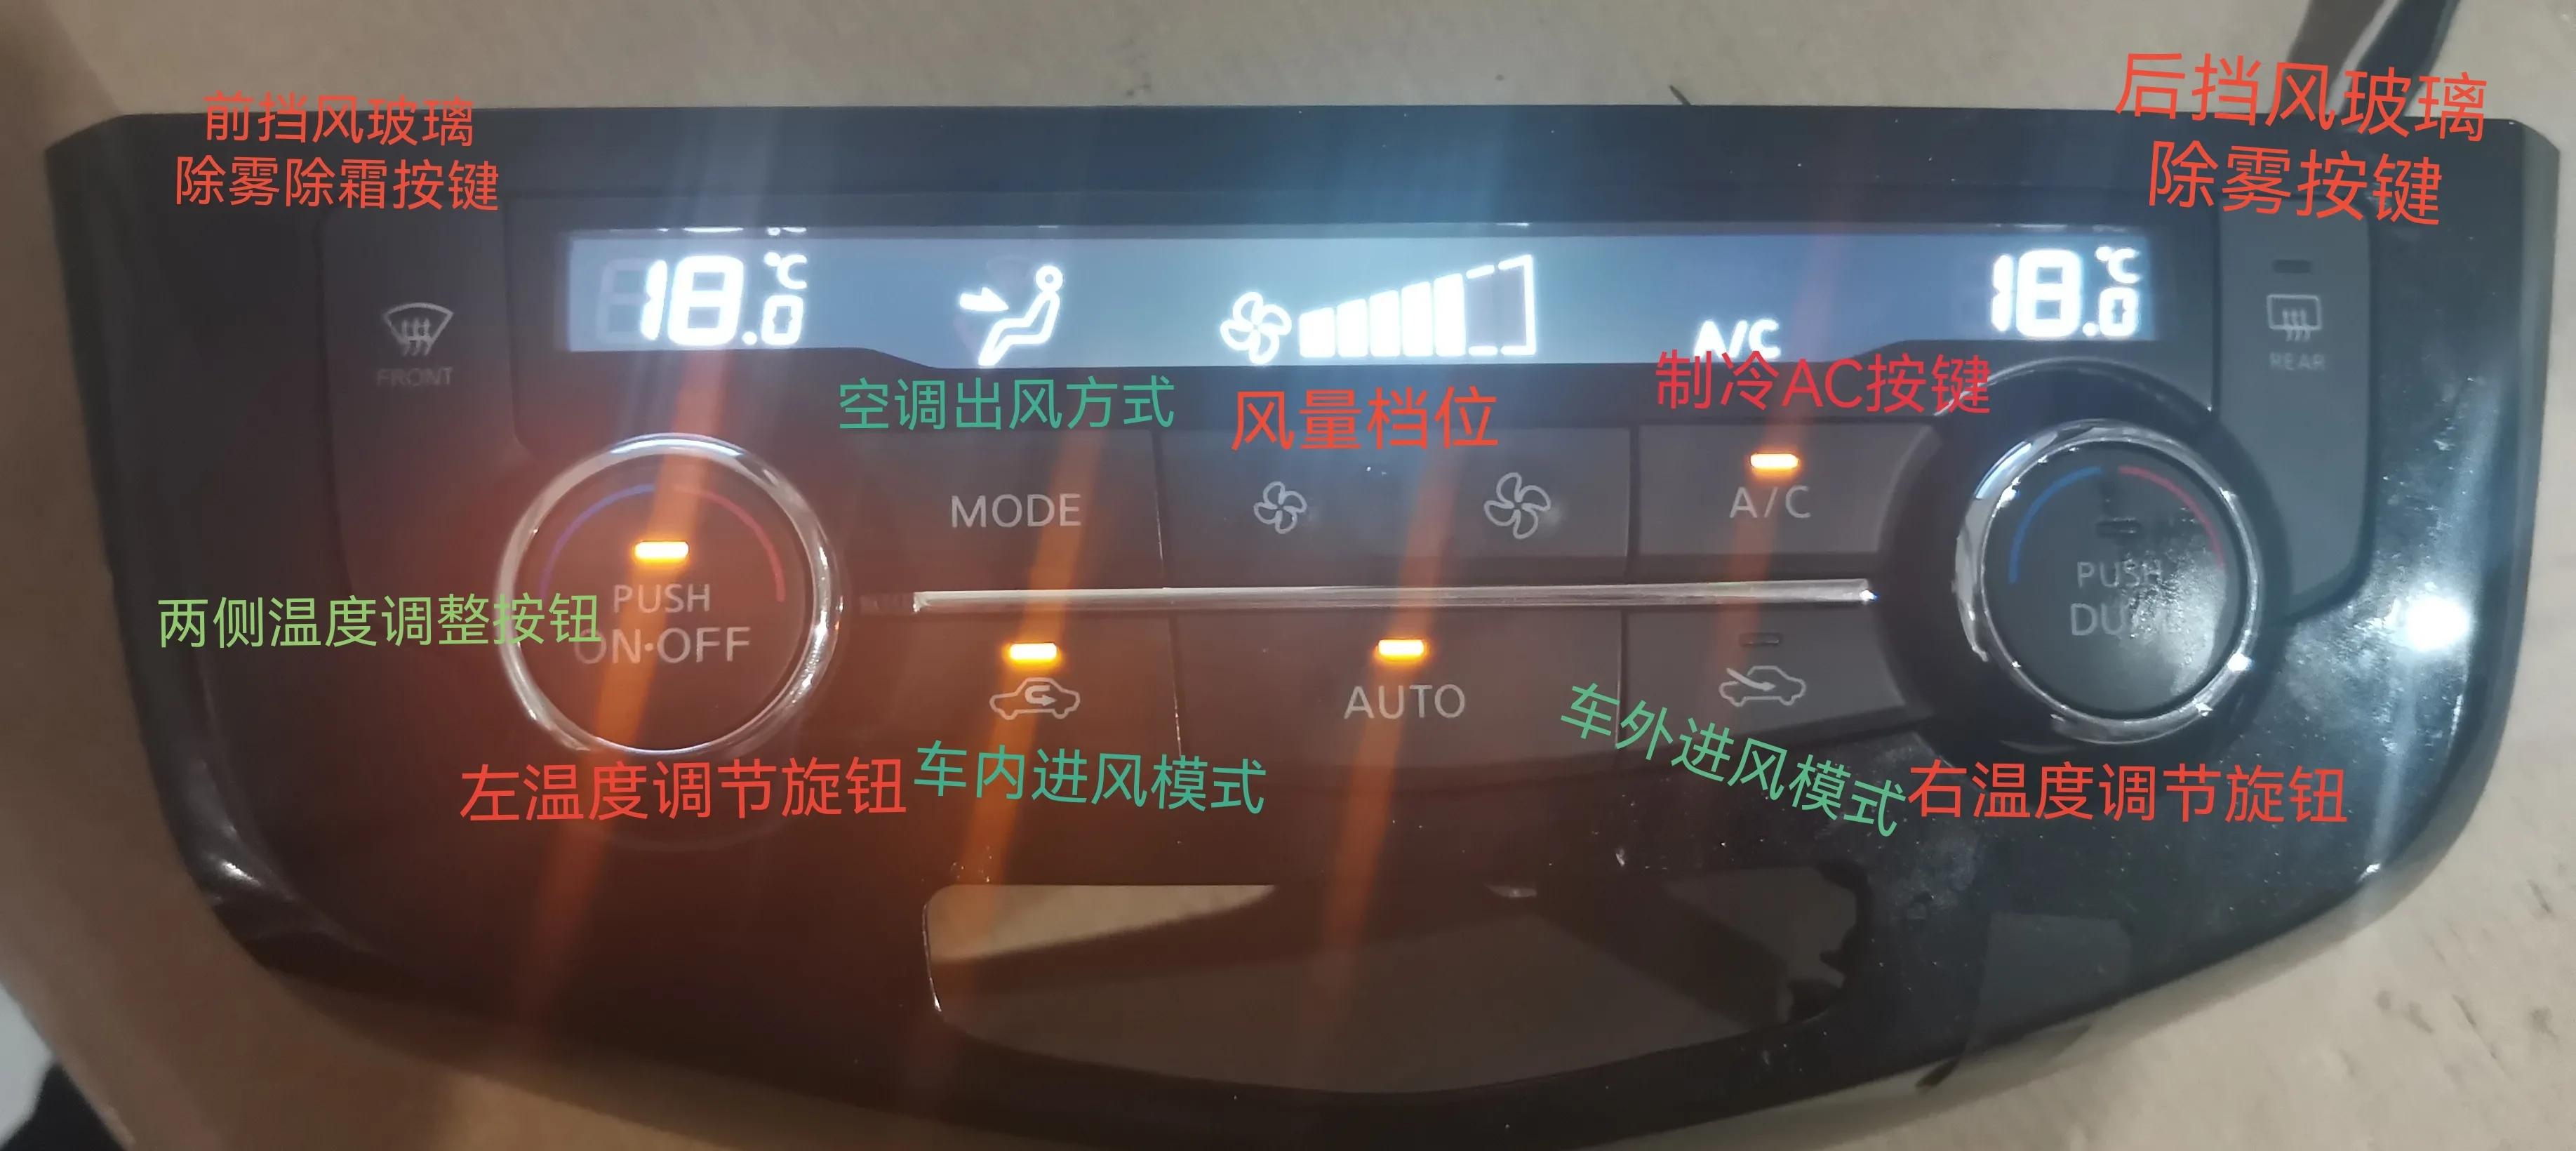 前挡风玻璃
除雾除霜按键
后挡风玻璃
除雾按键
18.0℃
A/C
18.0℃
FRONT
REAR
空调出风方式
风量档位
制冷AC按键
MODE
A/C
两侧温度调整按钮
PUSH
ON·OFF
PUSH
AUTO
左温度调节旋钮
车内进风模式
车外进风模式
右温度调节旋钮